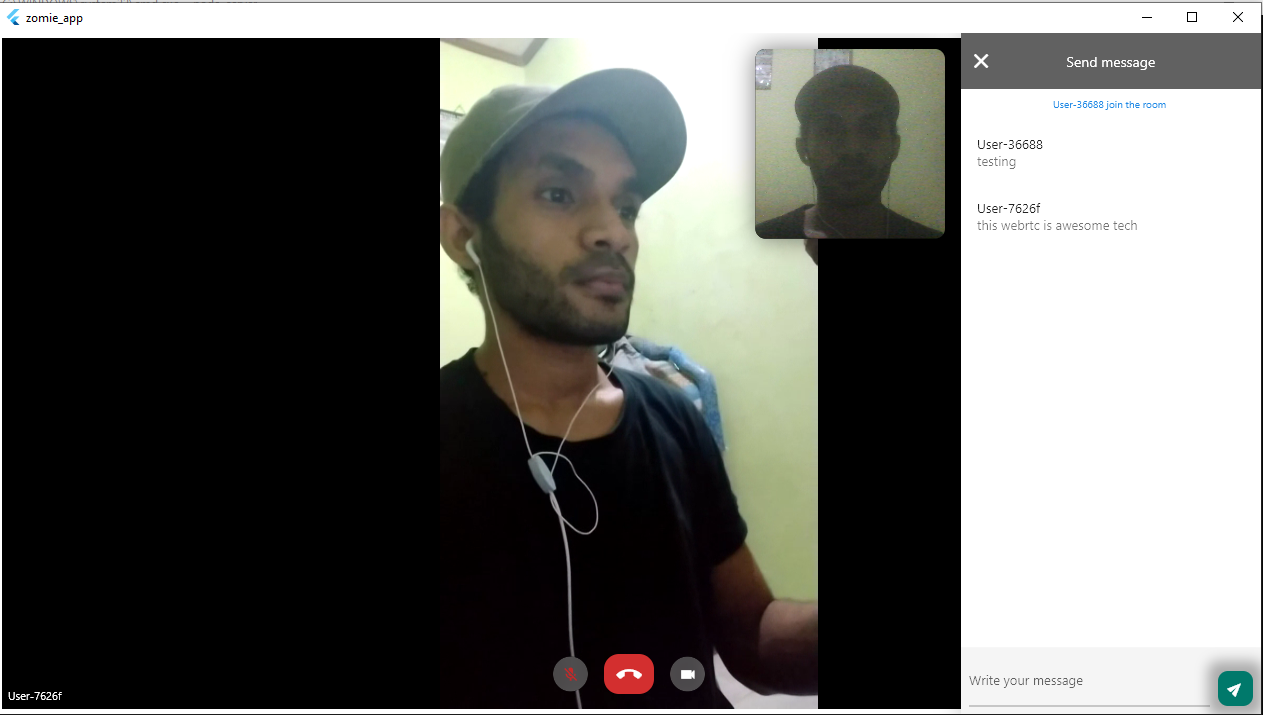 zomie_app
Send message
User-36688 join the room
User-36688
testing
User-7626f
this webrtc is awesome tech
User-7626f
Write your message